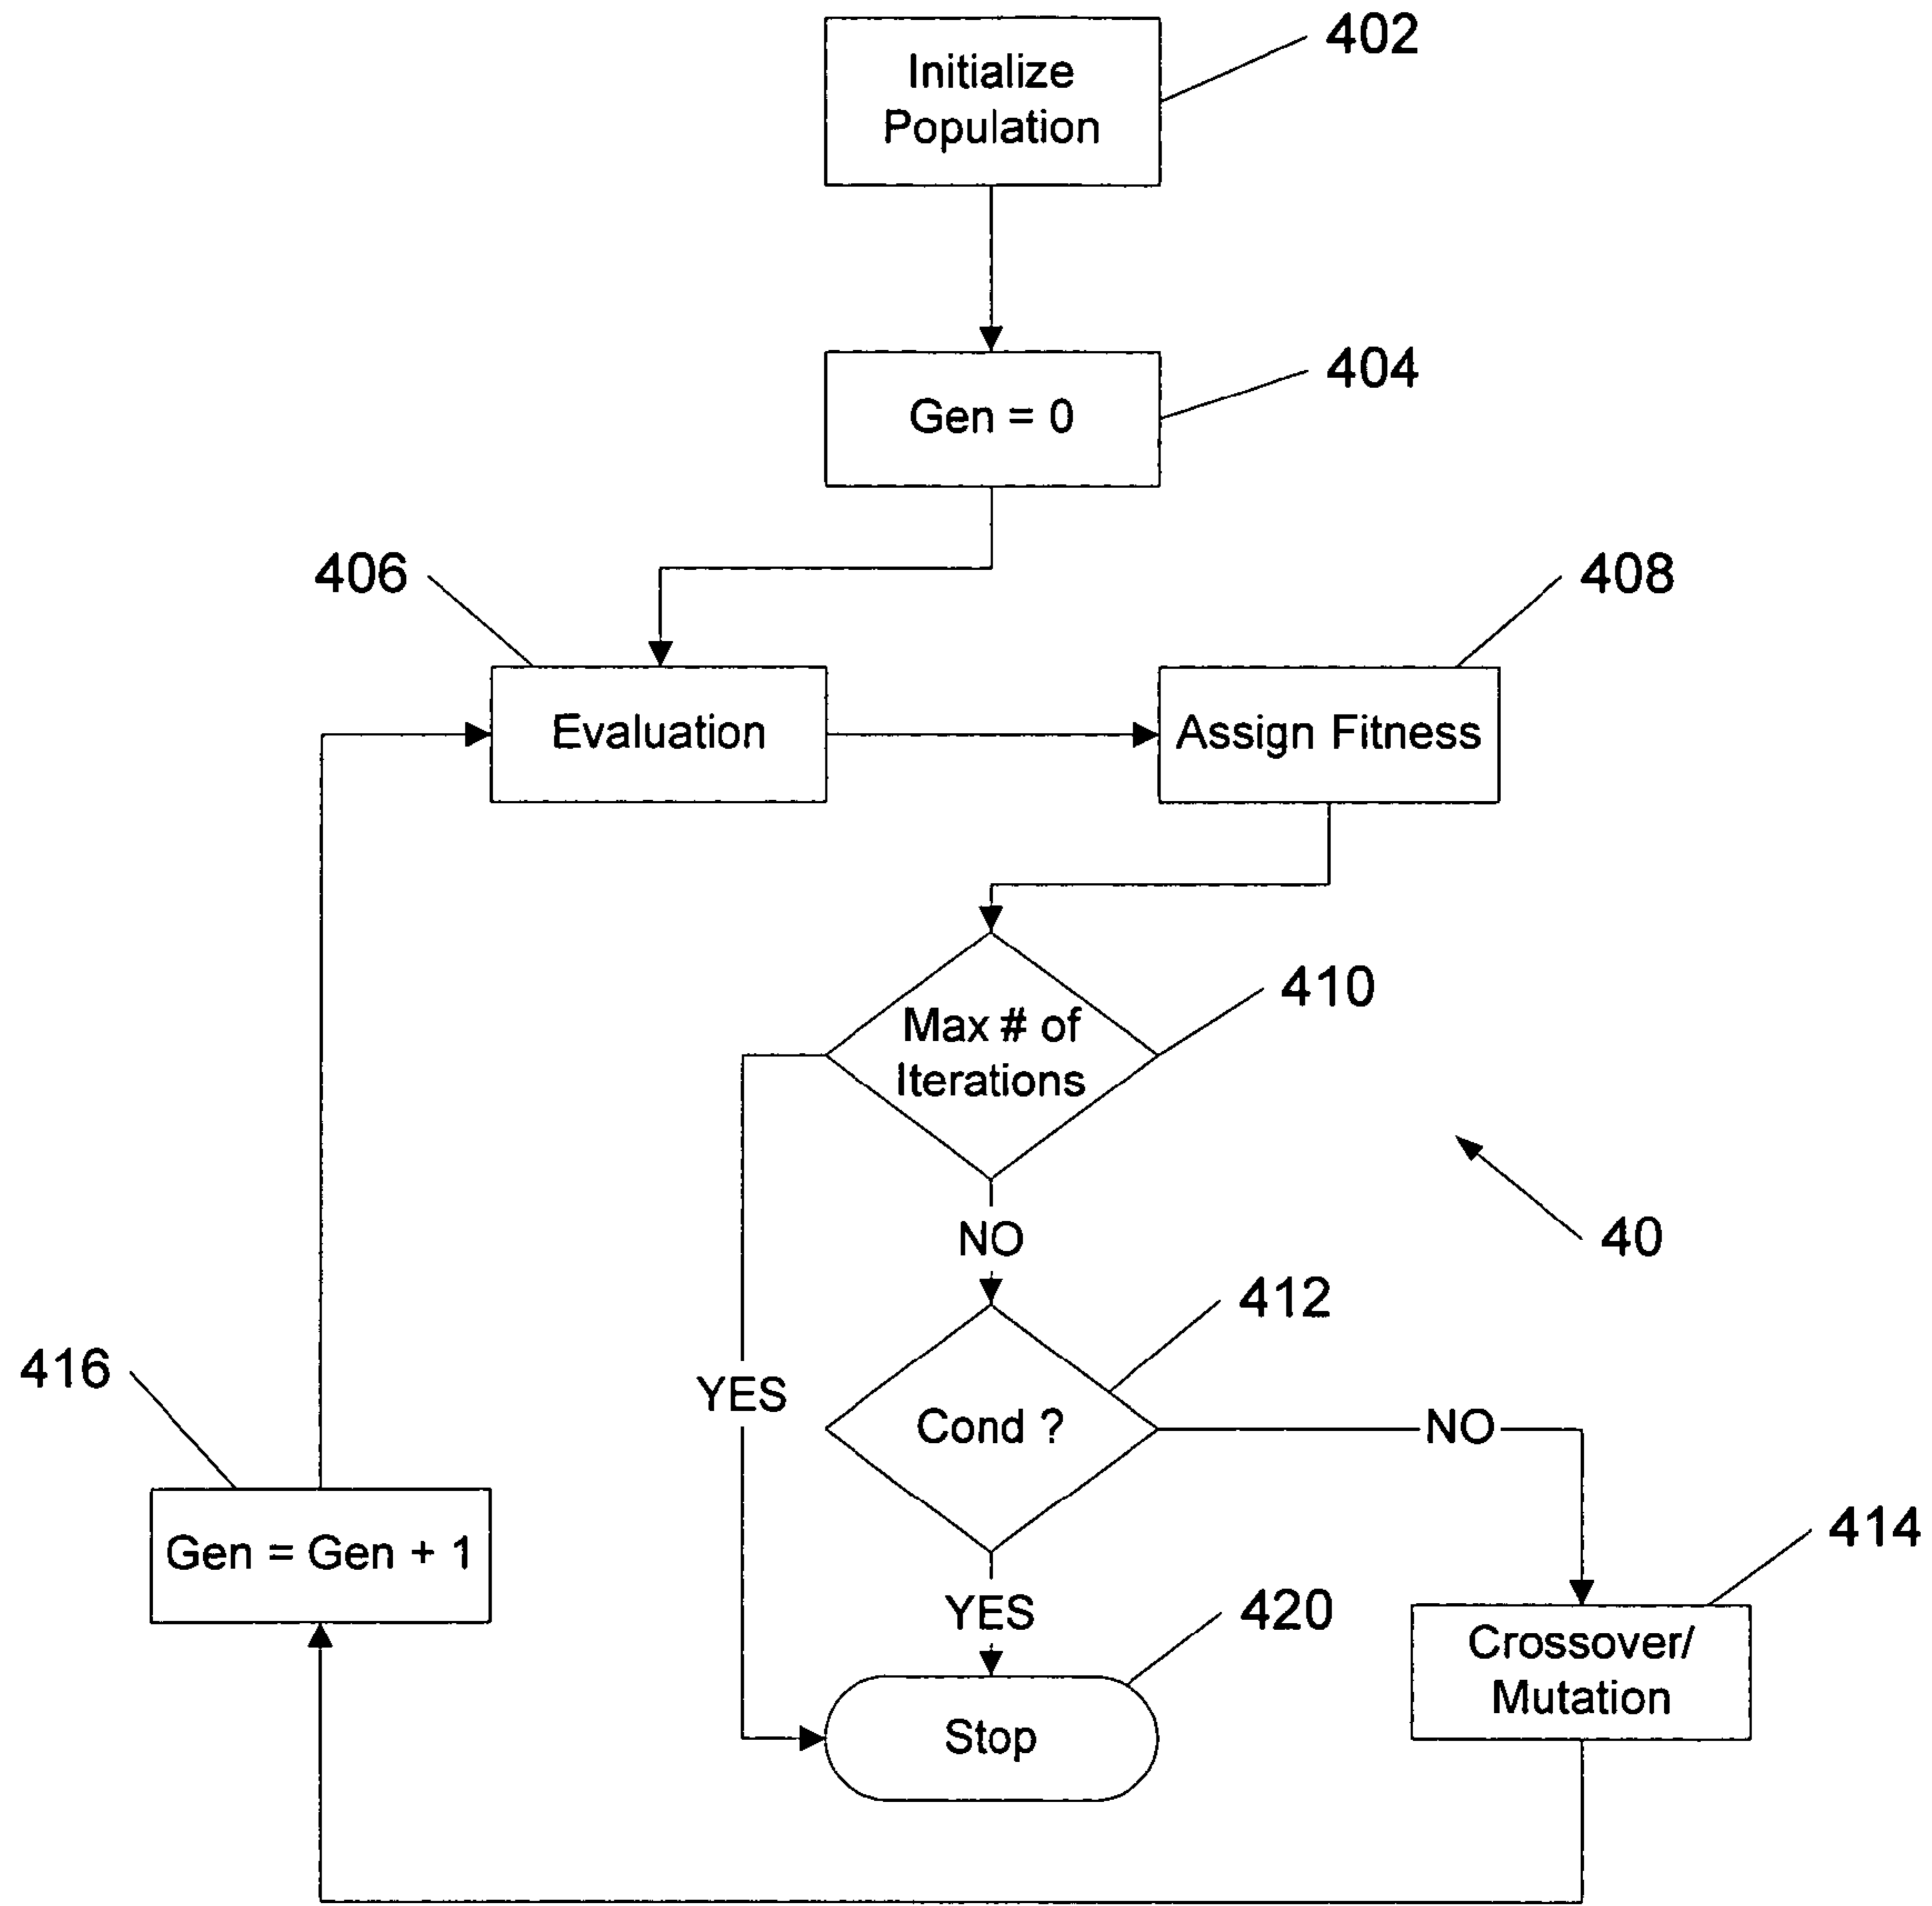 402
Initialize
Population
404
Gen = 0
406
408
Evaluation
Assign Fitness
410
Max # of
Iterations
40
NO
412
416
YES
Cond ?
NO
414
Gen = Gen + 1
YES
420
Crossover/
Mutation
Stop